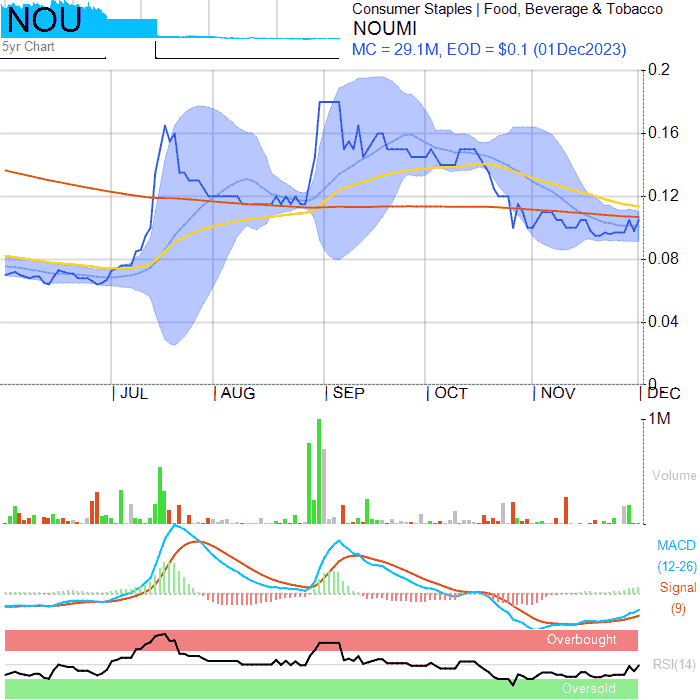 NOU
5yr Chart
Consumer Staples | Food, Beverage & Tobacco
NOUMI
MC = 29.1M, EOD = $0.1 (01Dec2023)
0.2
0.16
0.12
0.08
0.04
0
JUL AUG SEP OCT NOV DEC
1M
Volume
MACD
(12-26)
Signal
(9)
Overbought
RSI(14)
Oversold